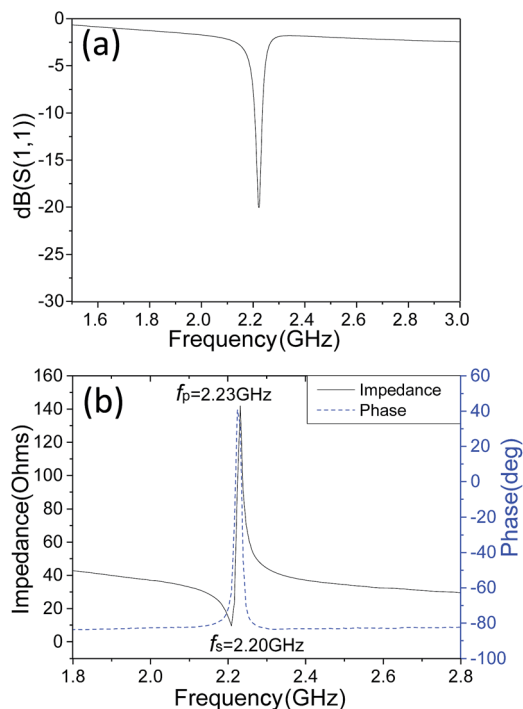 (a)
0
-5
-10
-15
-20
-25
-30
dB(S(1,1))
1.6 1.8 2.0 2.2 2.4 2.6 2.8 3.0
Frequency(GHz)
(b)
160
140
120
100
80
60
40
20
0
Impedance(Ohms)
fp=2.23GHz
fs=2.20GHz
Impedance
Phase
60
40
20
0
-20
-40
-60
-80
-100
Phase(deg)
1.8 2.0 2.2 2.4 2.6 2.8
Frequency(GHz)